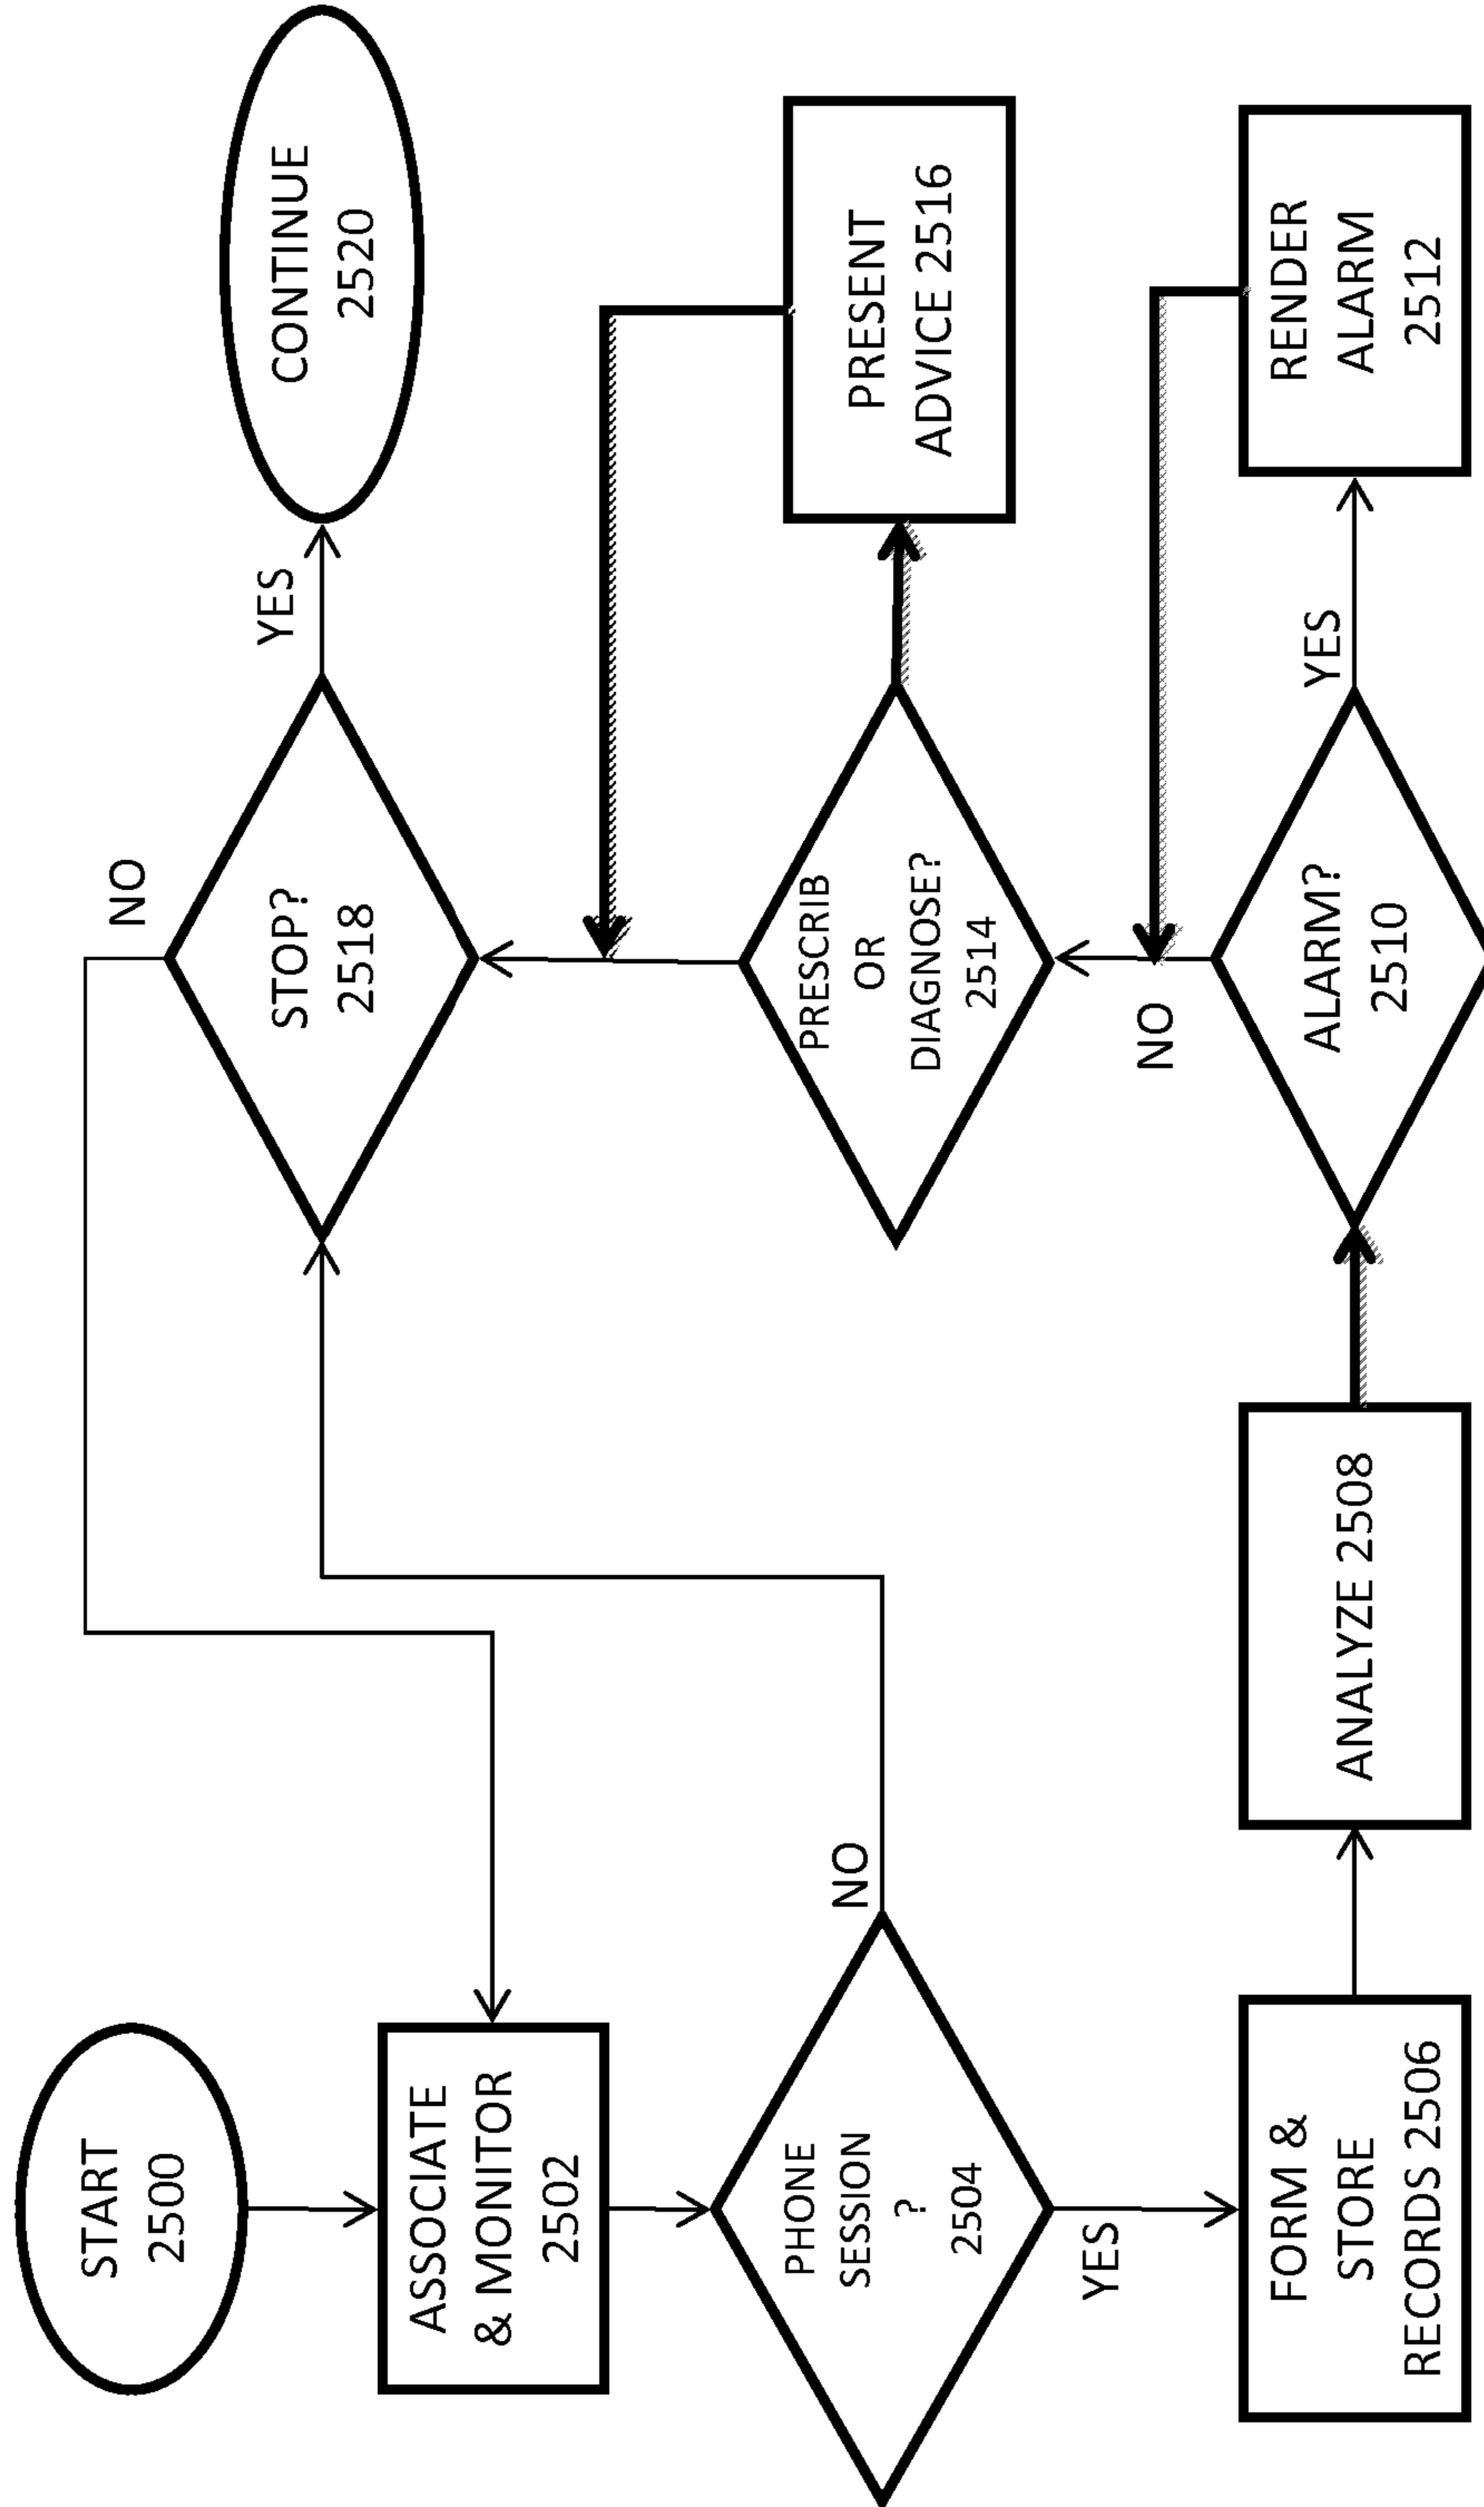 START
2500
ASSOCIATE
& MONITOR
2502
PHONE
SESSION
?
2504
NO
YES
FORM &
STORE
RECORDS 2506
ANALYZE 2508
ALARM?
2510
YES
NO
RENDER
ALARM
2512
PRESCRIB
OR
DIAGNOSE?
2514
PRESENT
ADVICE 2516
STOP?
2518
NO
YES
CONTINUE
2520